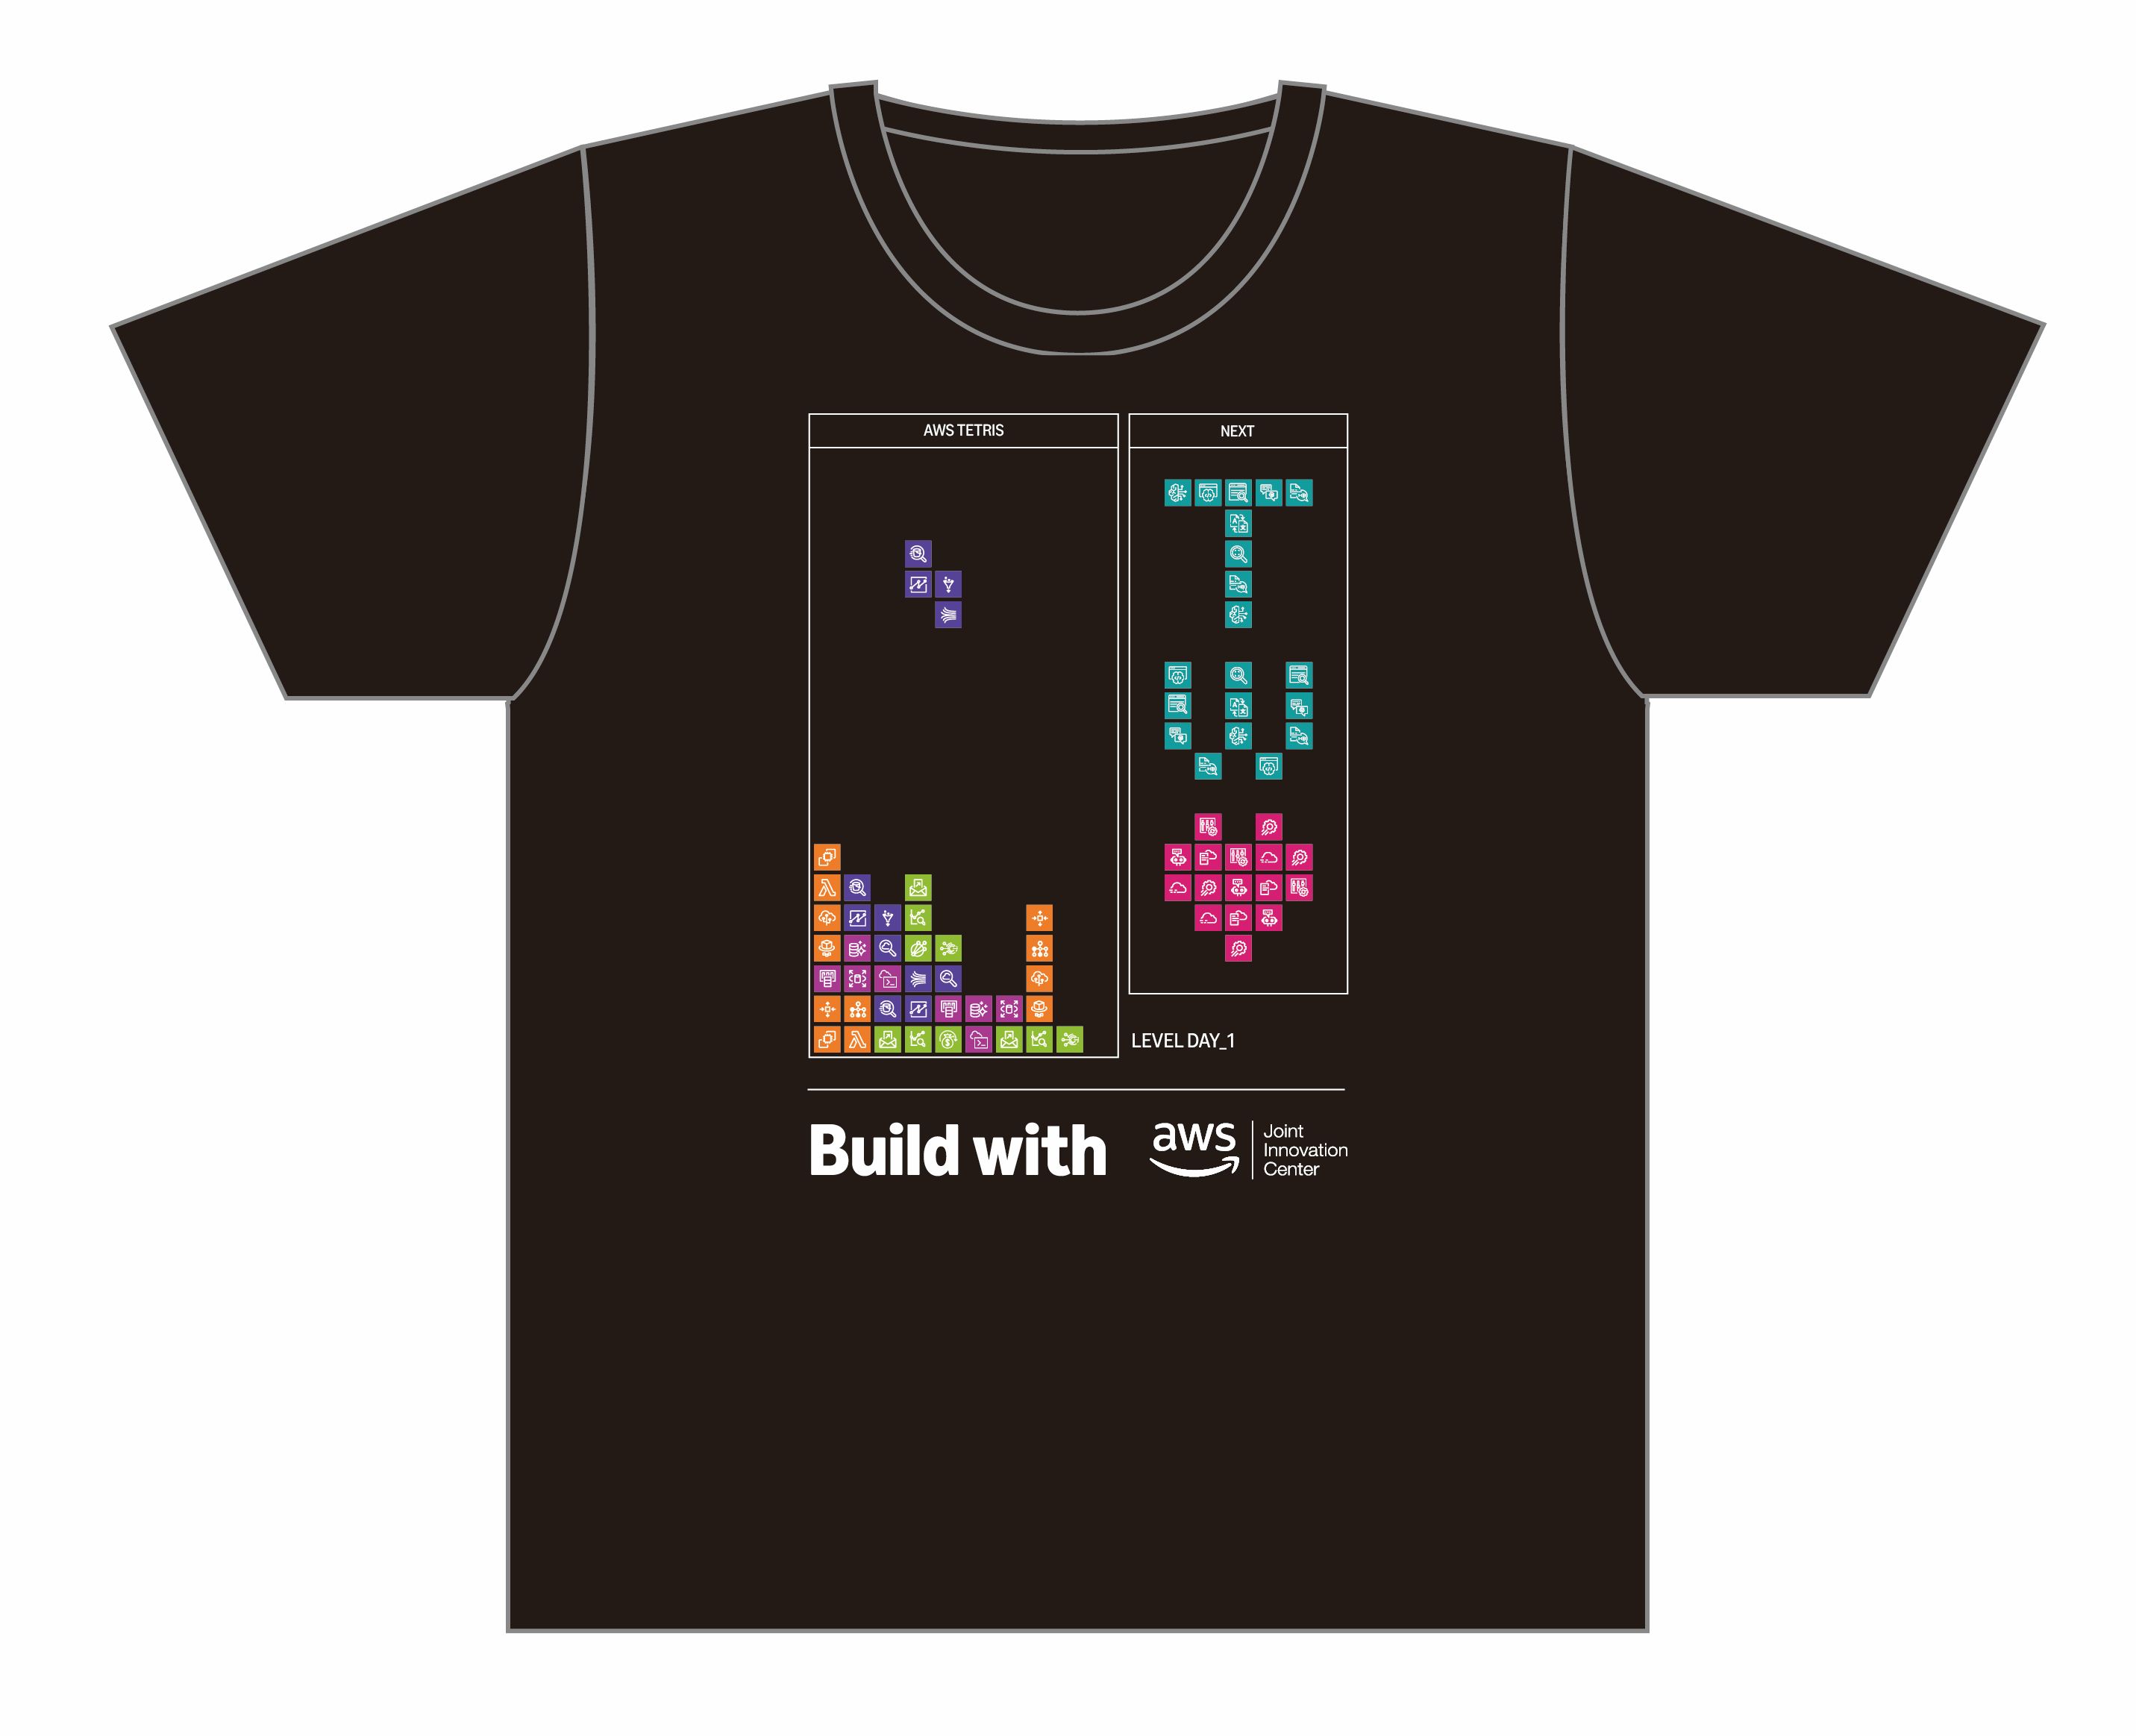 AWS TETRIS
NEXT
LEVEL DAY_1
Build with
aws
Joint
Innovation
Center